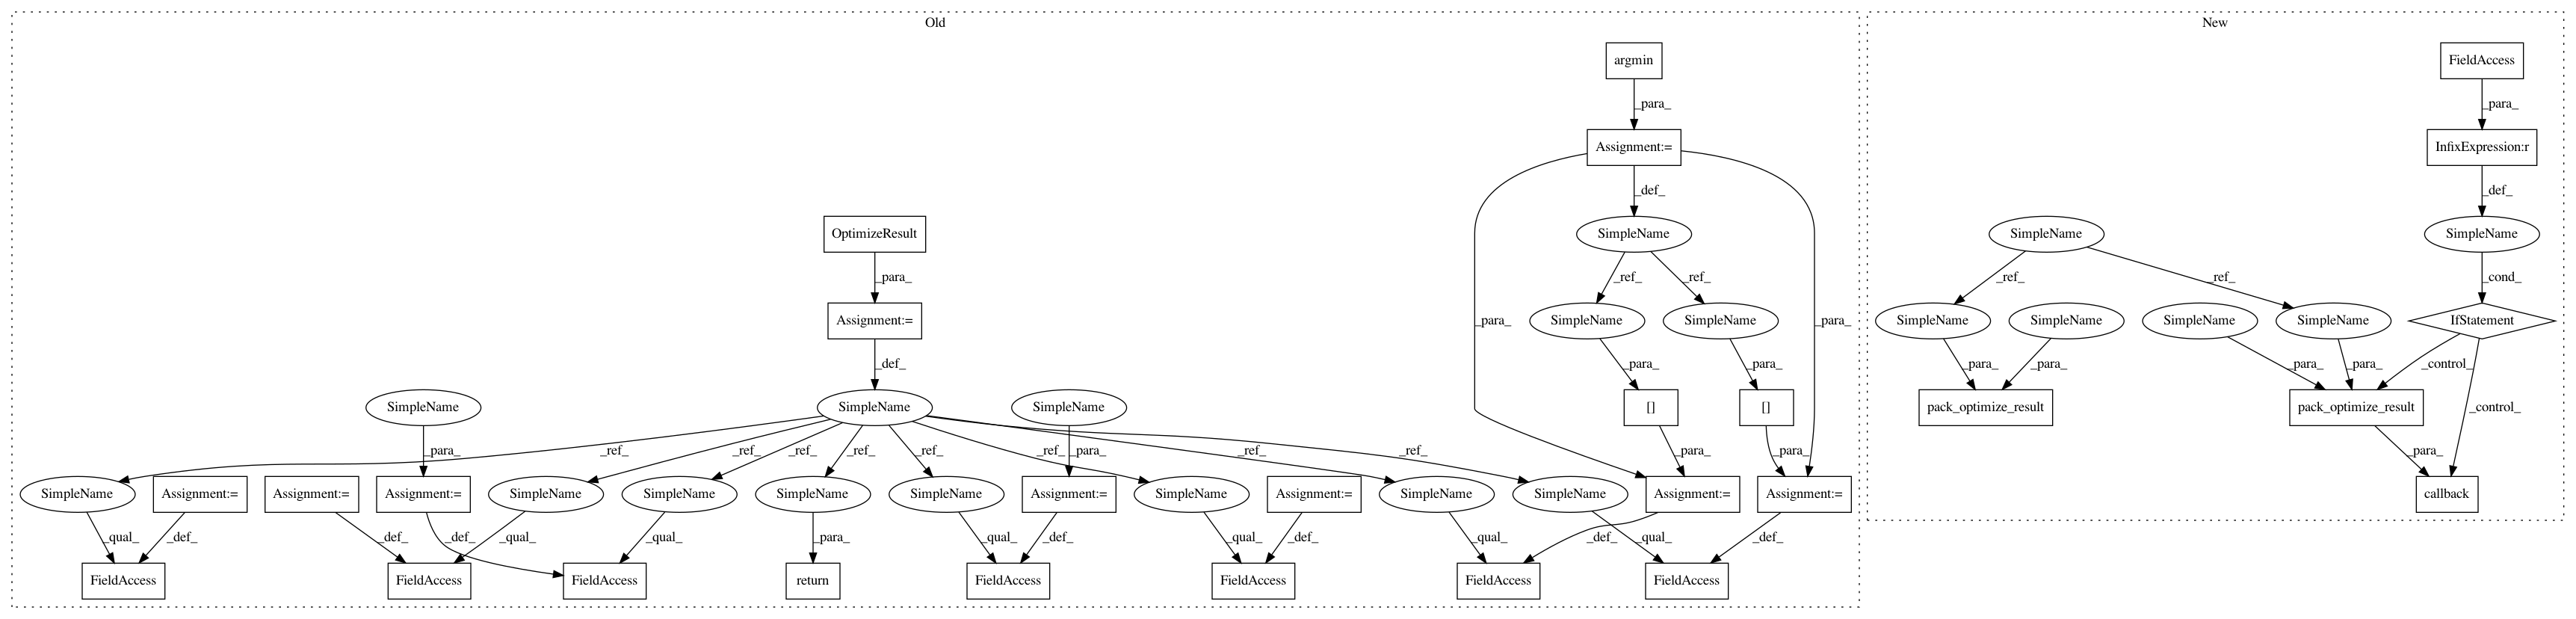 Old
New
argmin
FieldAccess
_para_
_para_
Assignment:=
InfixExpression:r
_def_
_def_
OptimizeResult
SimpleName
SimpleName
SimpleName
_para_
_ref_
_ref_
_ref_
_ref_
_cond_
Assignment:=
_para_
SimpleName
SimpleName
_para_
SimpleName
SimpleName
SimpleName
SimpleName
IfStatement
_def_
_para_
_para_
_para_
_para_
_para_
_para_
_control_
SimpleName
SimpleName
SimpleName
[]
[]
pack_optimize_result
pack_optimize_result
_control_
_para_
_ref_
_ref_
_ref_
_ref_
_ref_
_ref_
_para_
_ref_
_ref_
_para_
_para_
_para_
SimpleName
Assignment:=
Assignment:=
Assignment:=
SimpleName
SimpleName
SimpleName
SimpleName
Assignment:=
SimpleName
Assignment:=
SimpleName
SimpleName
Assignment:=
Assignment:=
callback
_qual_
_def_
_def_
_def_
_qual_
_qual_
_para_
_qual_
_def_
_qual_
_def_
_qual_
_def_
_qual_
_def_
FieldAccess
FieldAccess
FieldAccess
return
FieldAccess
FieldAccess
FieldAccess
FieldAccess